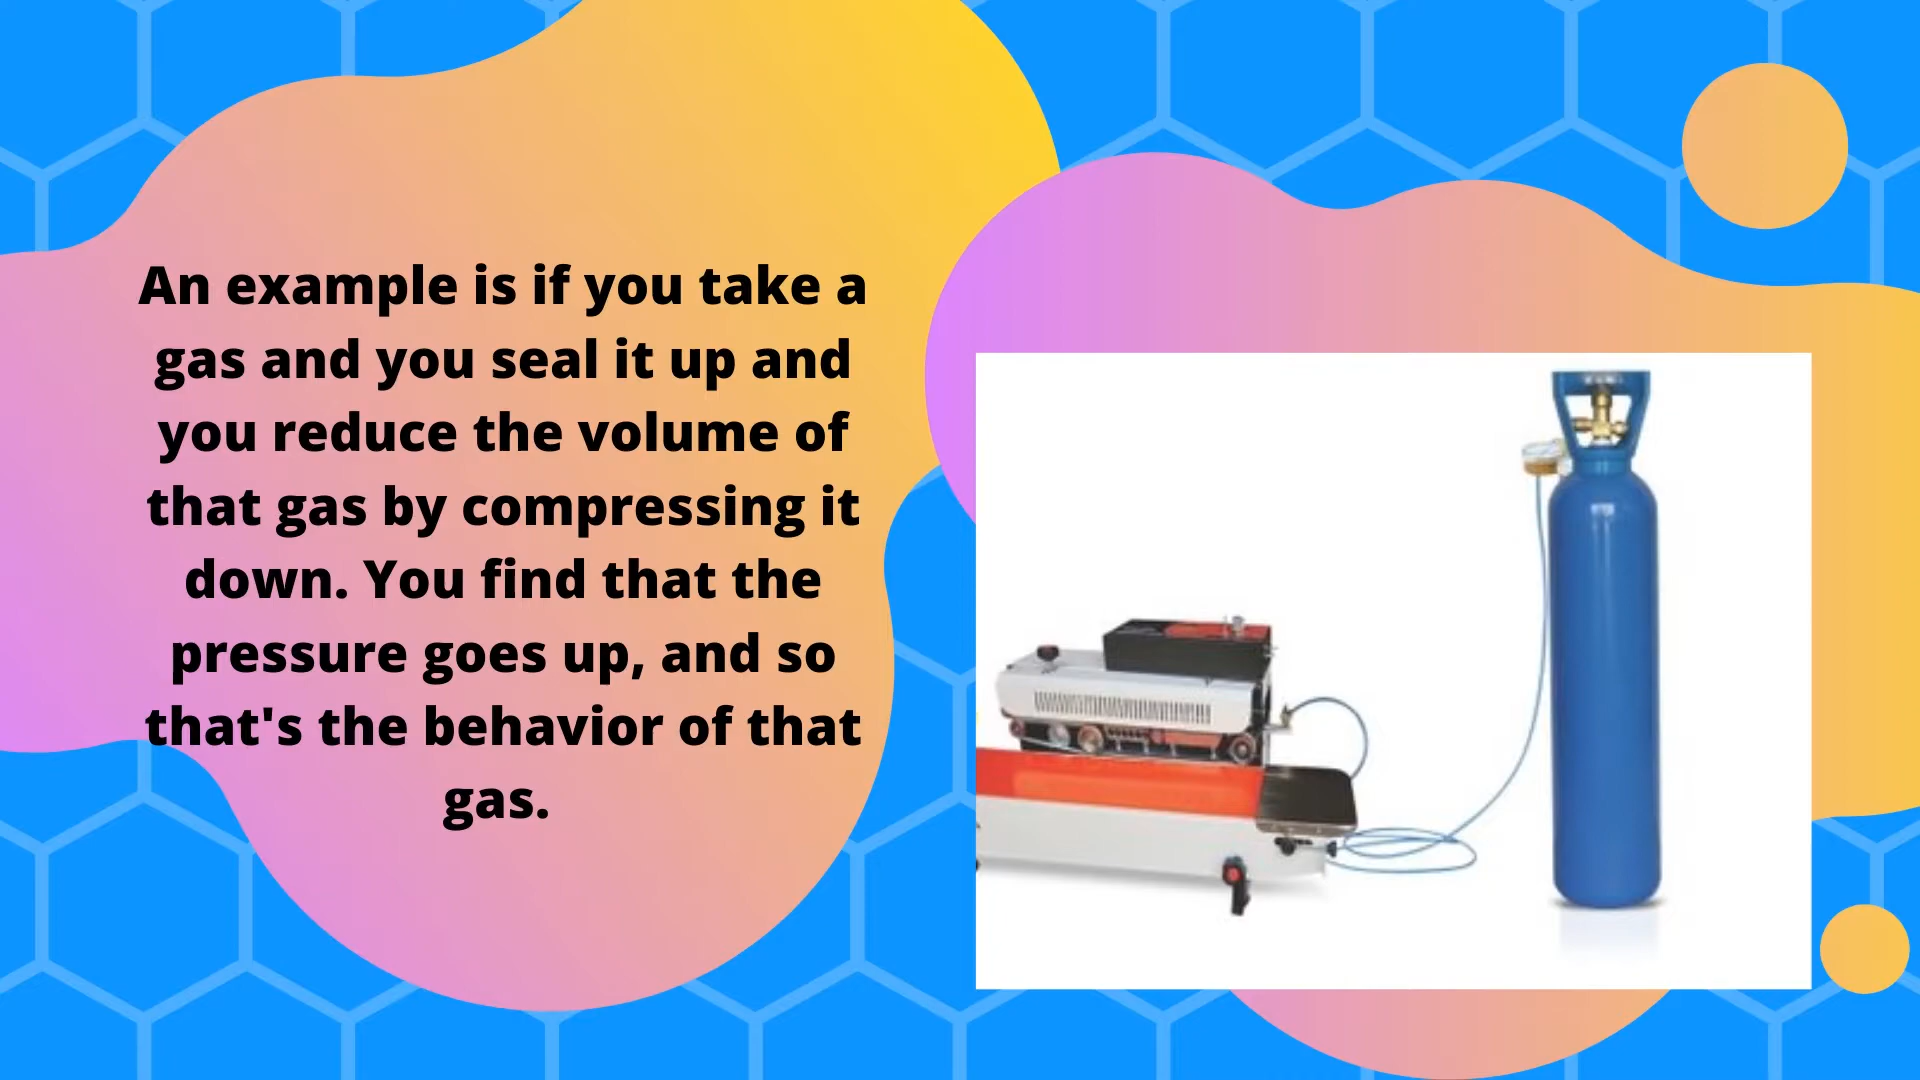 An example is if you take a
gas and you seal it up and
you reduce the volume of
that gas by compressing it
down. You find that the
pressure goes up, and so
that's the behavior of that
gas.